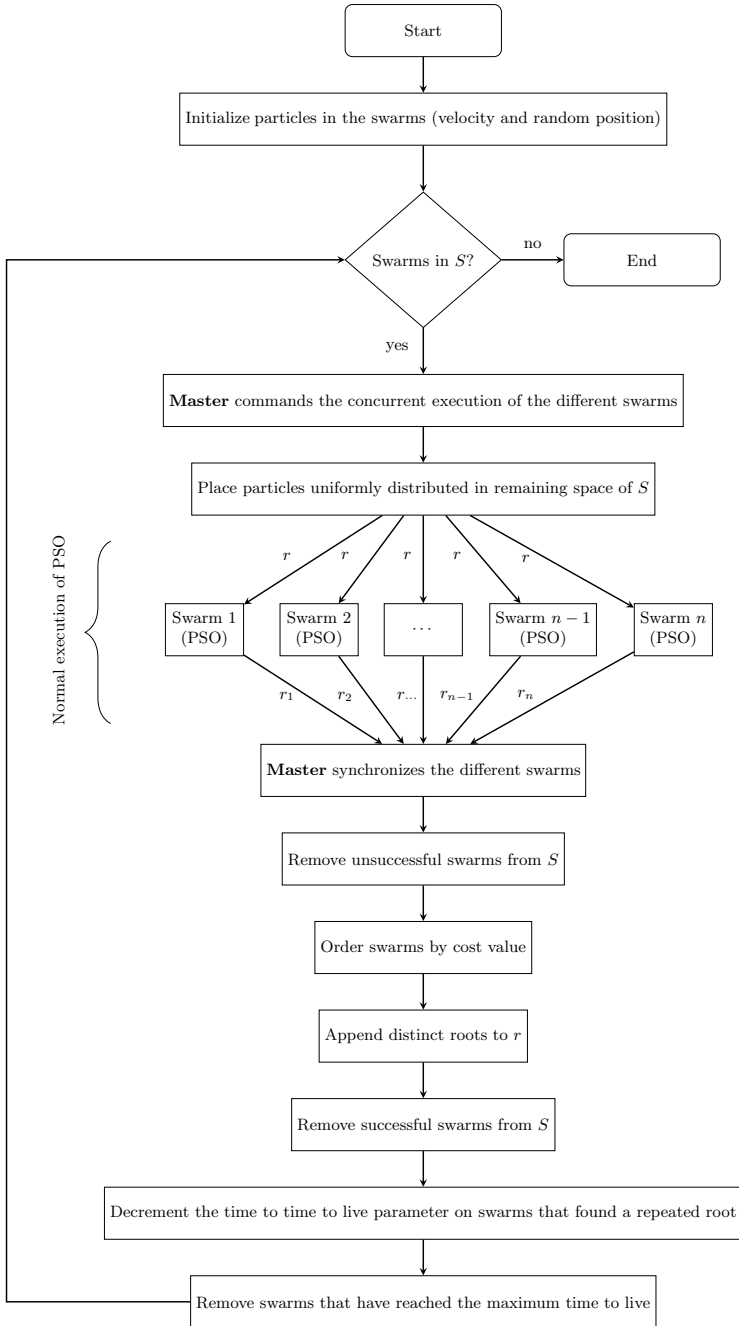 Start
Initialize particles in the swarms (velocity and random position)
Swarms in S?
no
End
yes
Master commands the concurrent execution of the different swarms
Place particles uniformly distributed in remaining space of S
Normal execution of PSO
r
r
r
r
r
Swarm 1
(PSO)
Swarm 2
(PSO)
...
Swarm n − 1
(PSO)
Swarm n
(PSO)
r1
r2
r...
rn−1
rn
Master synchronizes the different swarms
Remove unsuccessful swarms from S
Order swarms by cost value
Append distinct roots to r
Remove successful swarms from S
Decrement the time to time to live parameter on swarms that found a repeated root
Remove swarms that have reached the maximum time to live